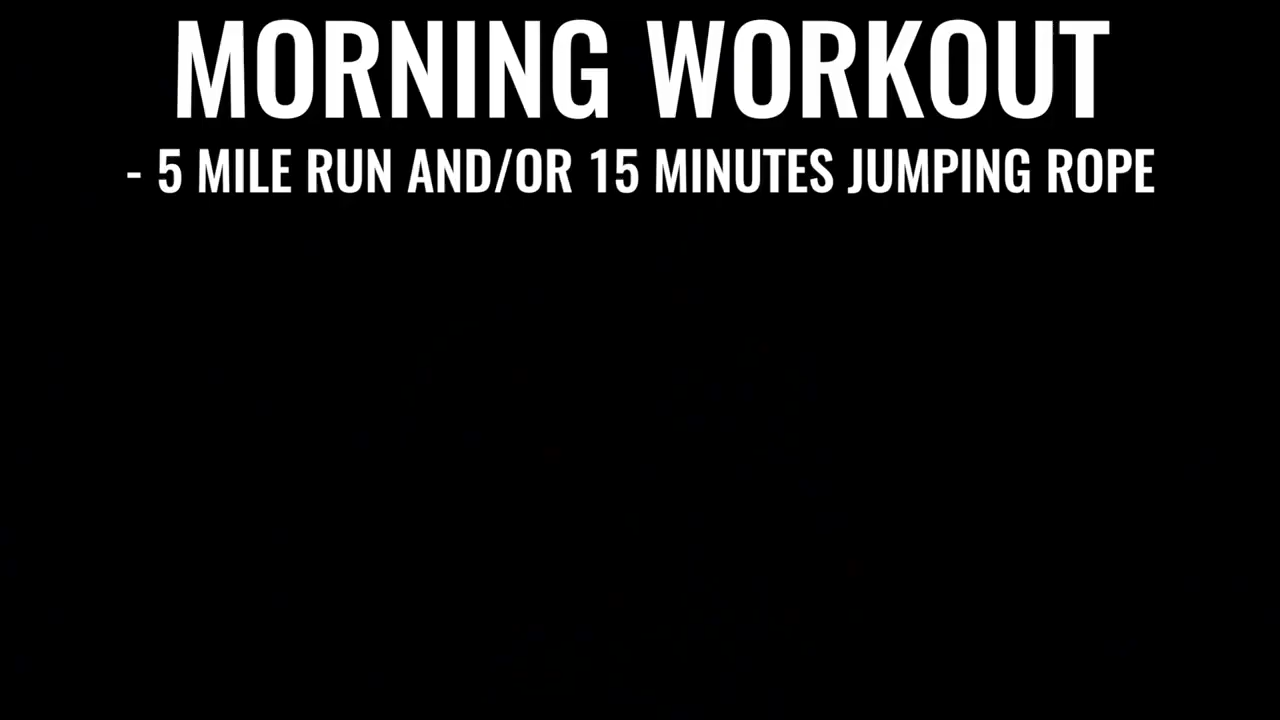 MORNING WORKOUT
- 5 MILE RUN AND/OR 15 MINUTES JUMPING ROPE